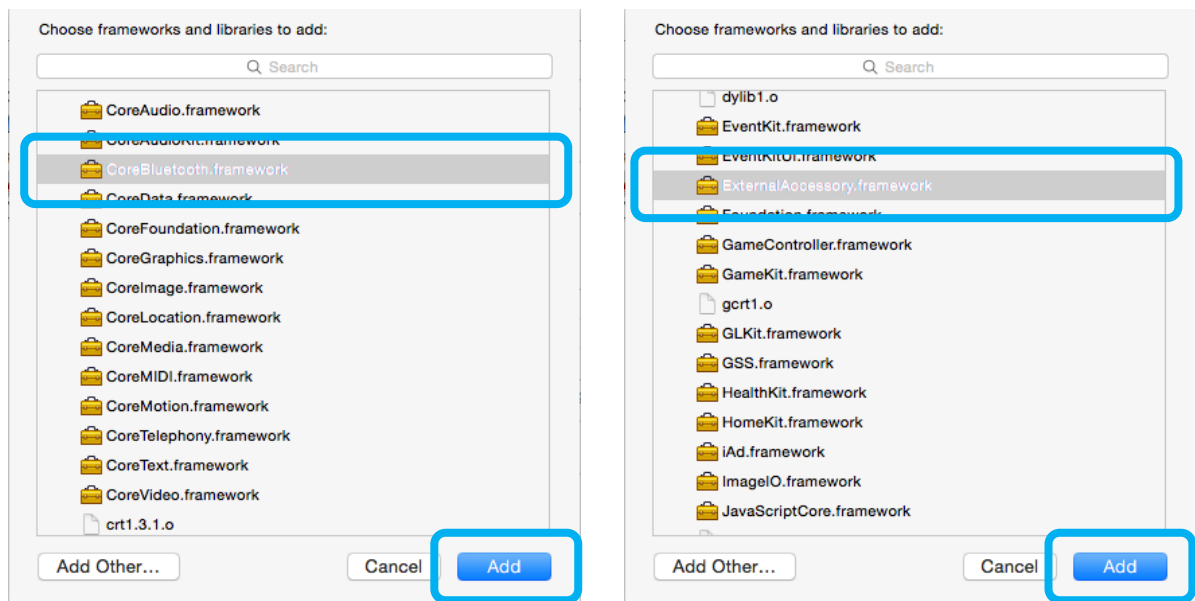 Choose frameworks and libraries to add:
Search
CoreAudio.framework
CoreAudioKit.framework
CoreBluetooth.framework
CoreData.framework
CoreFoundation.framework
CoreGraphics.framework
CoreImage.framework
CoreLocation.framework
CoreMedia.framework
CoreMIDI.framework
CoreMotion.framework
CoreTelephony.framework
CoreText.framework
CoreVideo.framework
crt1.3.1.o
Add Other...
Cancel
Add
Choose frameworks and libraries to add:
Search
dylib1.o
EventKit.framework
EventKitUI.framework
ExternalAccessory.framework
Foundation.framework
GameController.framework
GameKit.framework
gcrt1.o
GLKit.framework
GSS.framework
HealthKit.framework
HomeKit.framework
iAd.framework
ImageIO.framework
JavaScriptCore.framework
Add Other...
Cancel
Add